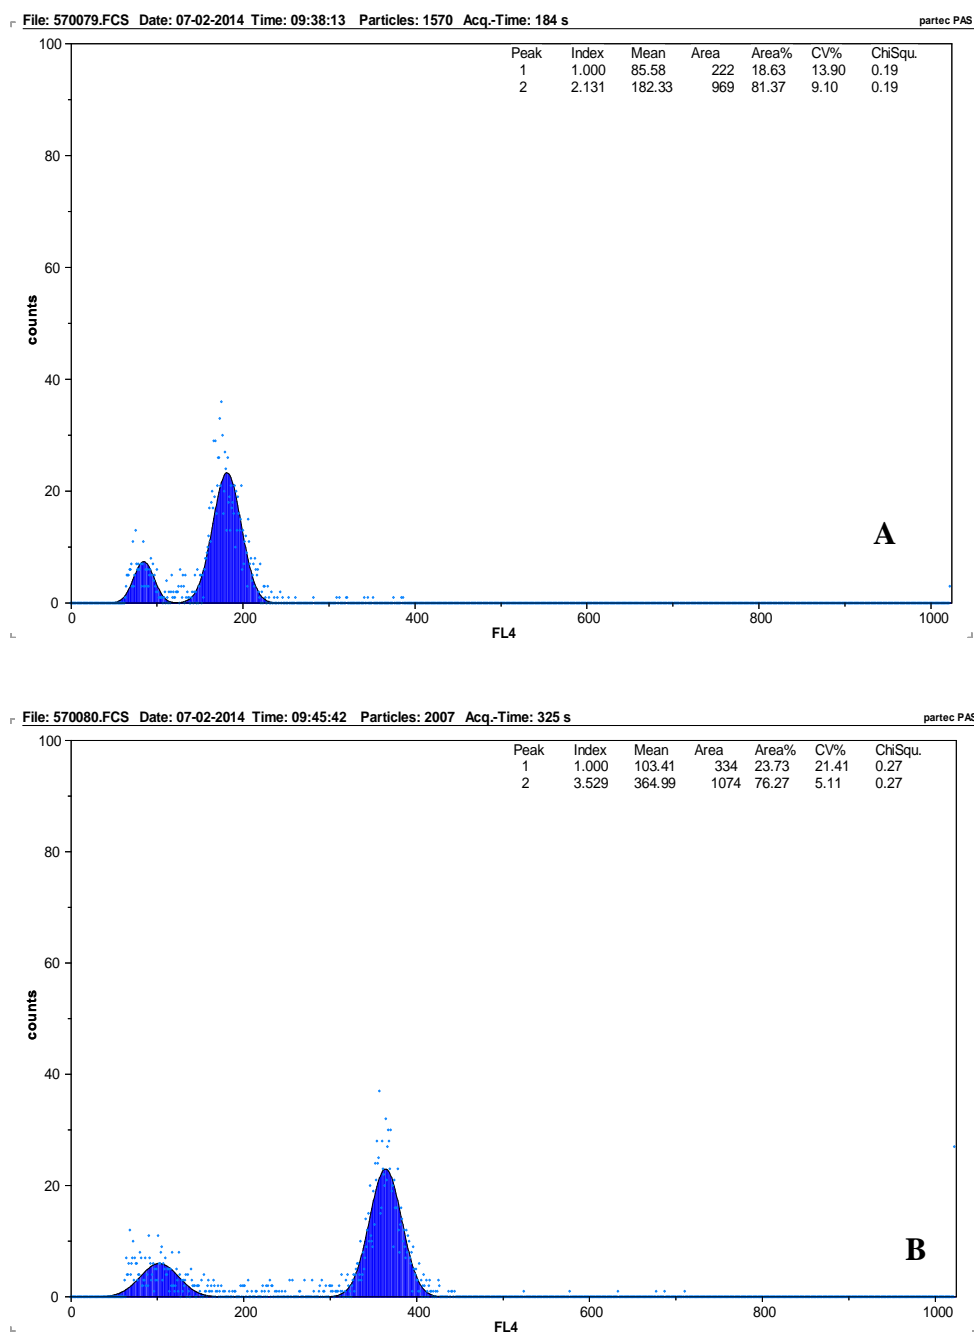 File: 570079.FCS Date: 07-02-2014 Time: 09:38:13 Particles: 1570 Acq.-Time: 184 s partec PAS
100
Peak Index Mean Area Area% CV% ChiSqu.
1 1.000 85.58 222 18.63 13.90 0.19
2 2.131 182.33 969 81.37 9.10 0.19
80
60
counts
40
20
A
0
0 200 400 600 800 1000
FL4
File: 570080.FCS Date: 07-02-2014 Time: 09:45:42 Particles: 2007 Acq.-Time: 325 s partec PAS
100
Peak Index Mean Area Area% CV% ChiSqu.
1 1.000 103.41 334 23.73 21.41 0.27
2 3.529 364.99 1074 76.27 5.11 0.27
80
60
counts
40
20
B
0
0 200 400 600 800 1000
FL4